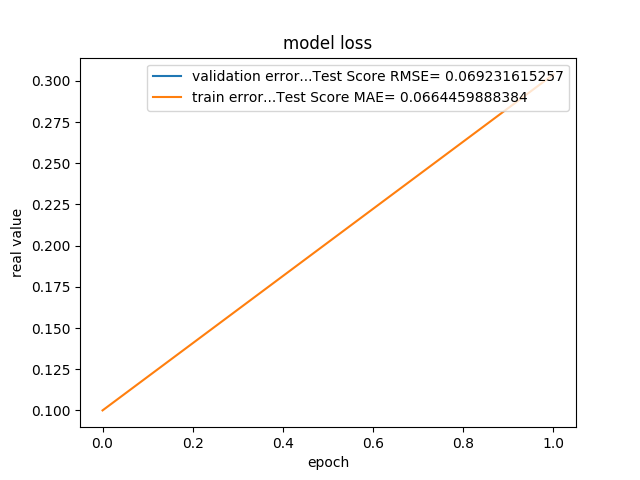 model loss
validation error...Test Score RMSE= 0.069231615257
train error...Test Score MAE= 0.0664459888384
0.300
0.275
0.250
0.225
0.200
0.175
0.150
0.125
0.100
real value
0.0 0.2 0.4 0.6 0.8 1.0
epoch